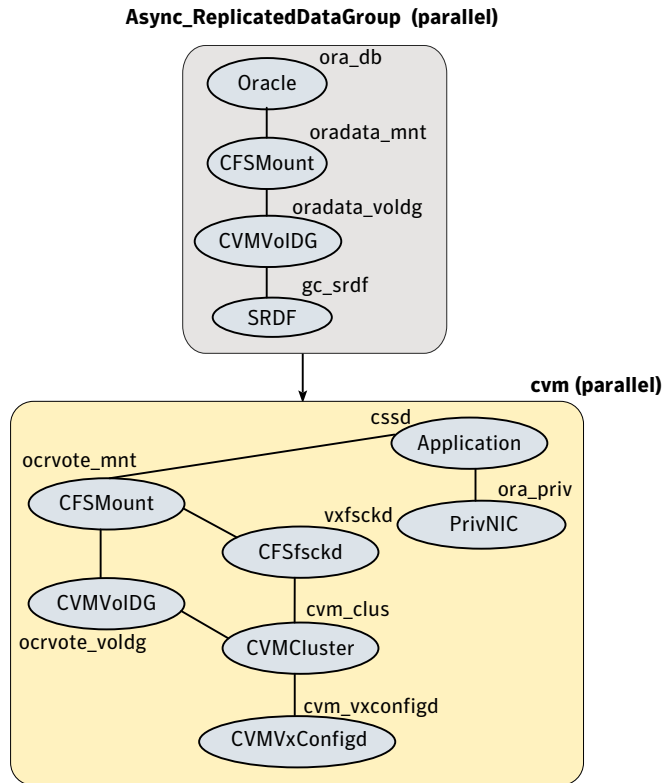 Async_ReplicatedDataGroup (parallel)
ora_db
Oracle
oradata_mnt
CFSMount
oradata_voldg
CVMVolDG
gc_srdf
SRDF
cvm (parallel)
cssd
Application
ocrvote_mnt
ora_priv
CFSMount
vxfsckd
PrivNIC
CFSfsckd
CVMVolDG
cvm_clus
ocrvote_voldg
CVMCluster
cvm_vxconfigd
CVMVxConfigd